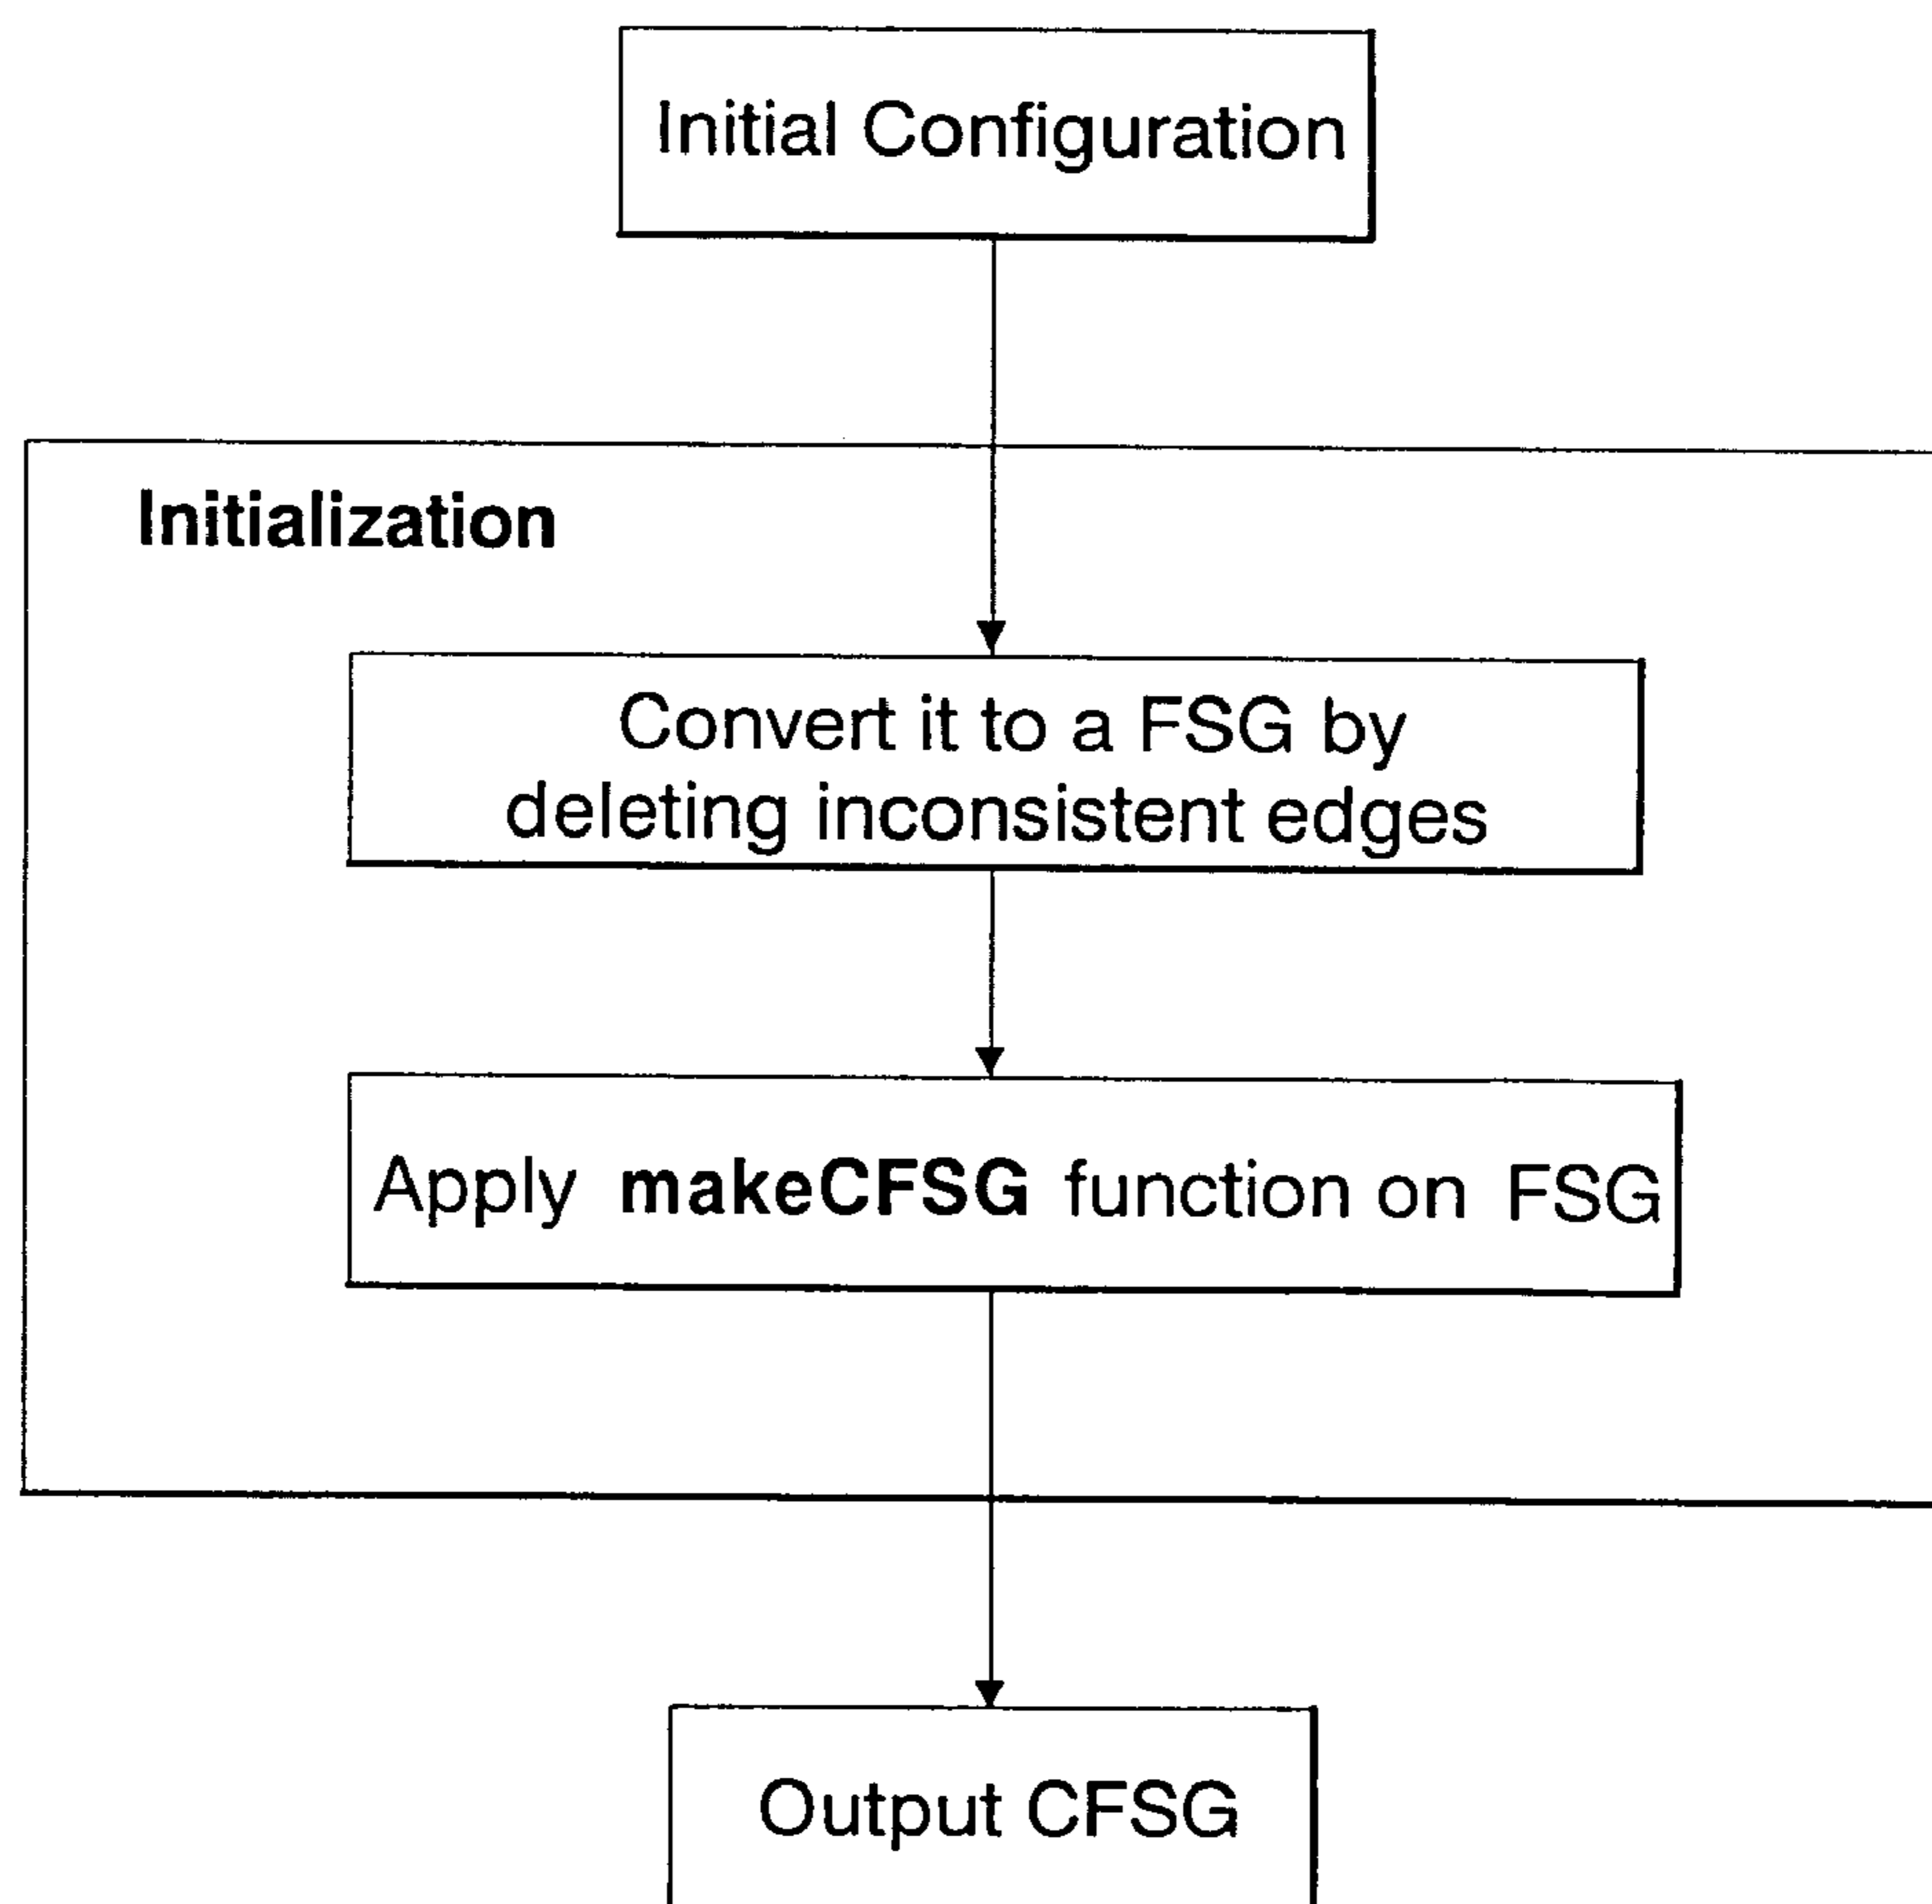 Initial Configuration
Initialization
Convert it to a FSG by
deleting inconsistent edges
Apply makeCFSG function on FSG
Output CFSG